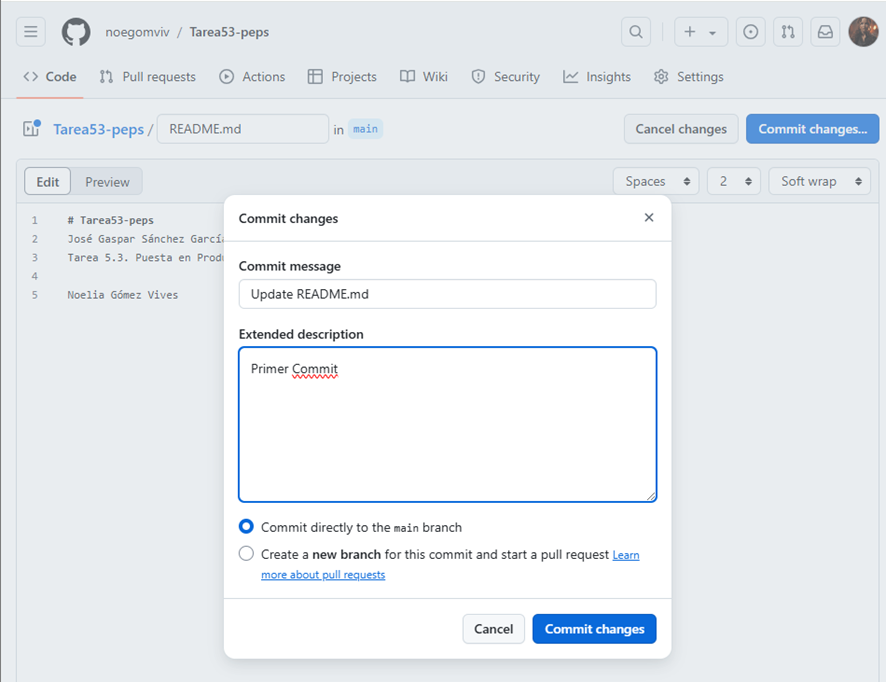 noegomviv / Tarea53-peps
Code Pull requests Actions Projects Wiki Security Insights Settings
Tarea53-peps / README.md in main Cancel changes Commit changes...
Edit Preview Spaces 2 Soft wrap
1 # Tarea53-peps
2 José Gaspar Sánchez García
3 Tarea 5.3. Puesta en Prod
4
5 Noelia Gómez Vives
Commit changes
Commit message
Update README.md
Extended description
Primer Commit
Commit directly to the main branch
Create a new branch for this commit and start a pull request Learn
more about pull requests
Cancel Commit changes